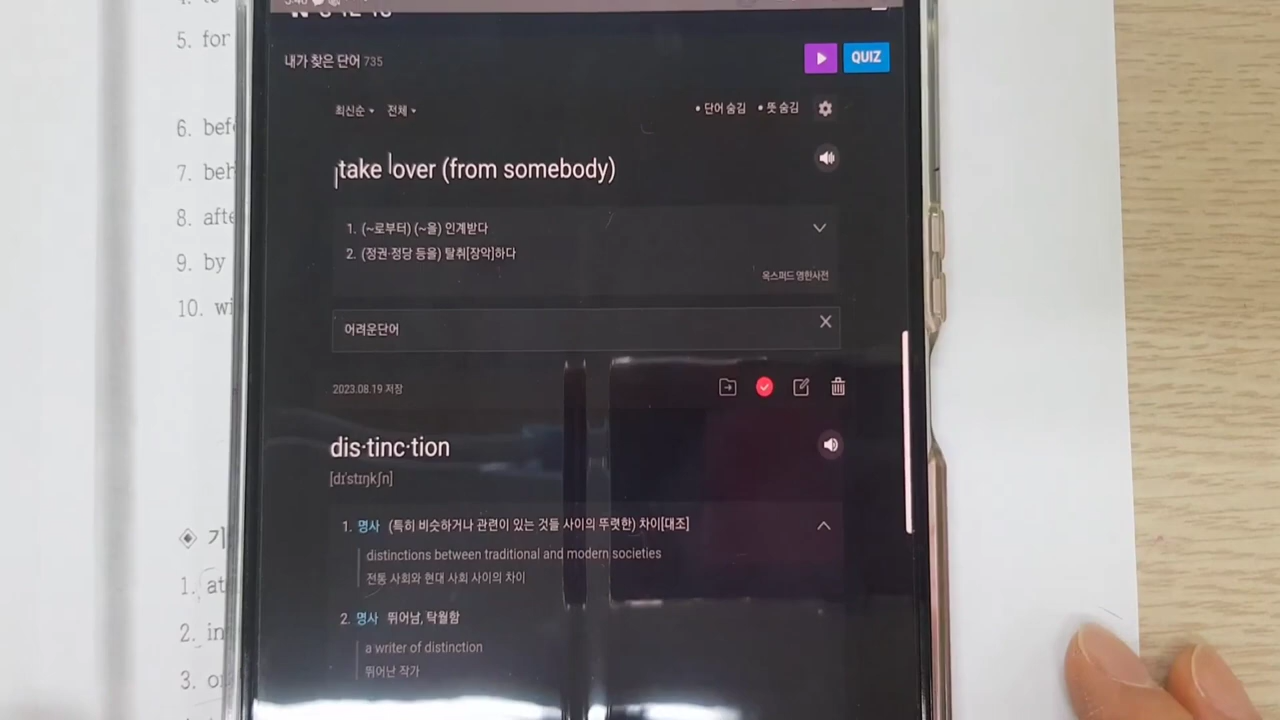 5. for
6. bef
7. beh
8. afte
9. by
10. wi
내가 찾은 단어 735
QUIZ
최신순 전체
• 단어 숨김 • 뜻 숨김
take over (from somebody)
1. (~로부터) (~을) 인계받다
2. (정권·정당 등을) 탈취[장악]하다
옥스퍼드 영한사전
어려운단어
2023.08.19 저장
dis·tinc·tion
[dɪˈstɪŋkʃn]
1. 명사 (특히 비슷하거나 관련이 있는 것들 사이의 뚜렷한) 차이[대조]
distinctions between traditional and modern societies
전통 사회와 현대 사회 사이의 차이
2. 명사 뛰어남, 탁월함
a writer of distinction
뛰어난 작가
1. at
2. in
3. o